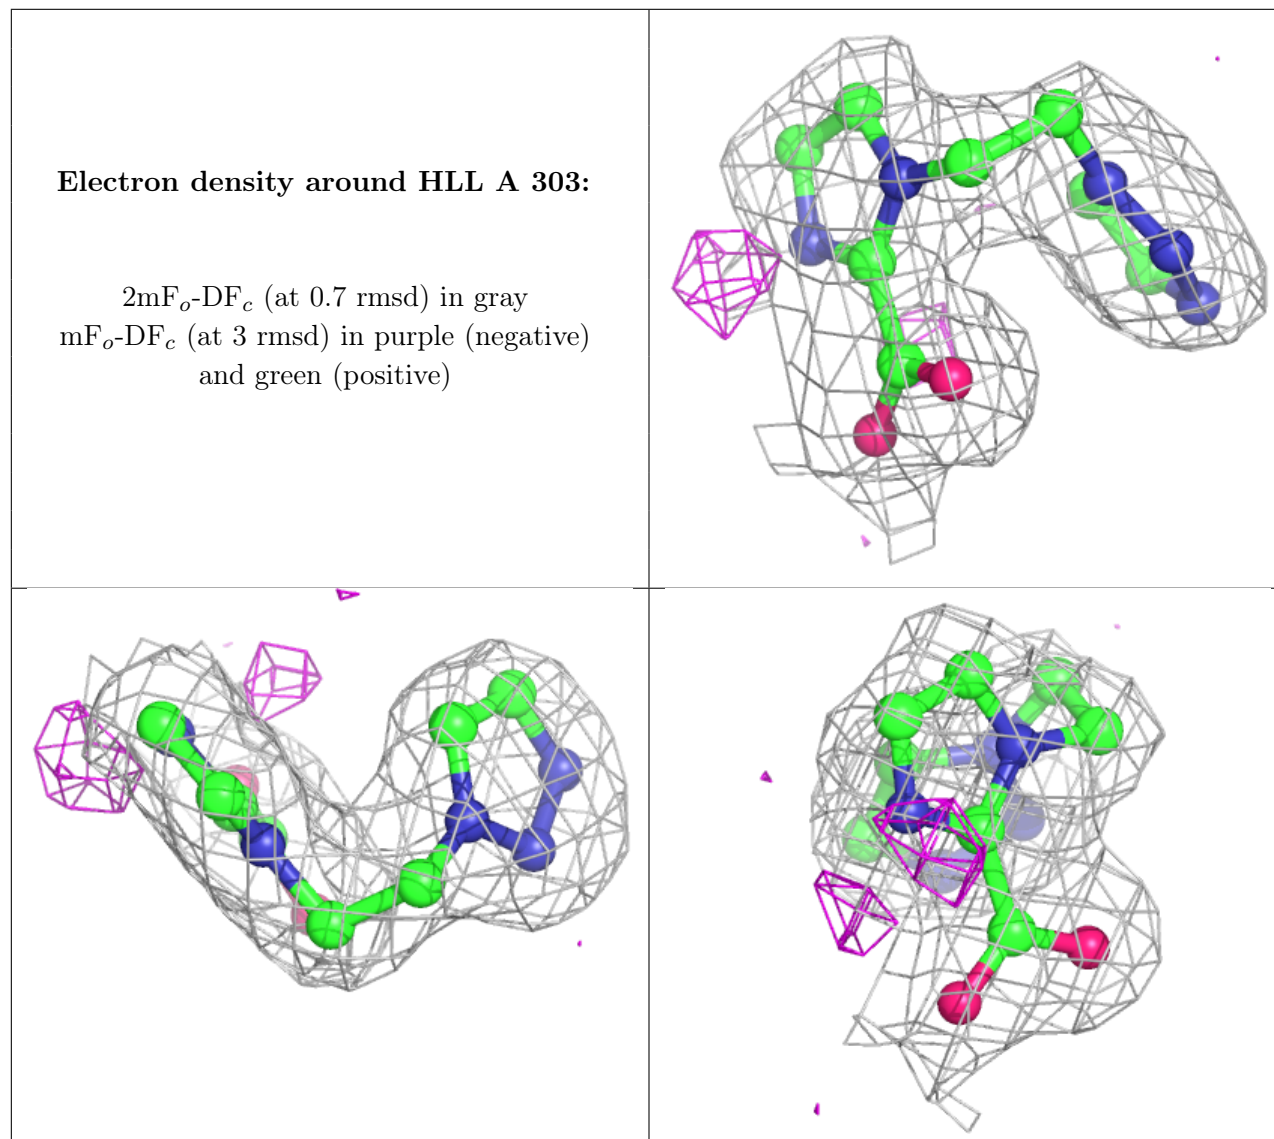 Electron density around HLL A 303:
2mFₒ-DF𝒸 (at 0.7 rmsd) in gray
mFₒ-DF𝒸 (at 3 rmsd) in purple (negative)
and green (positive)